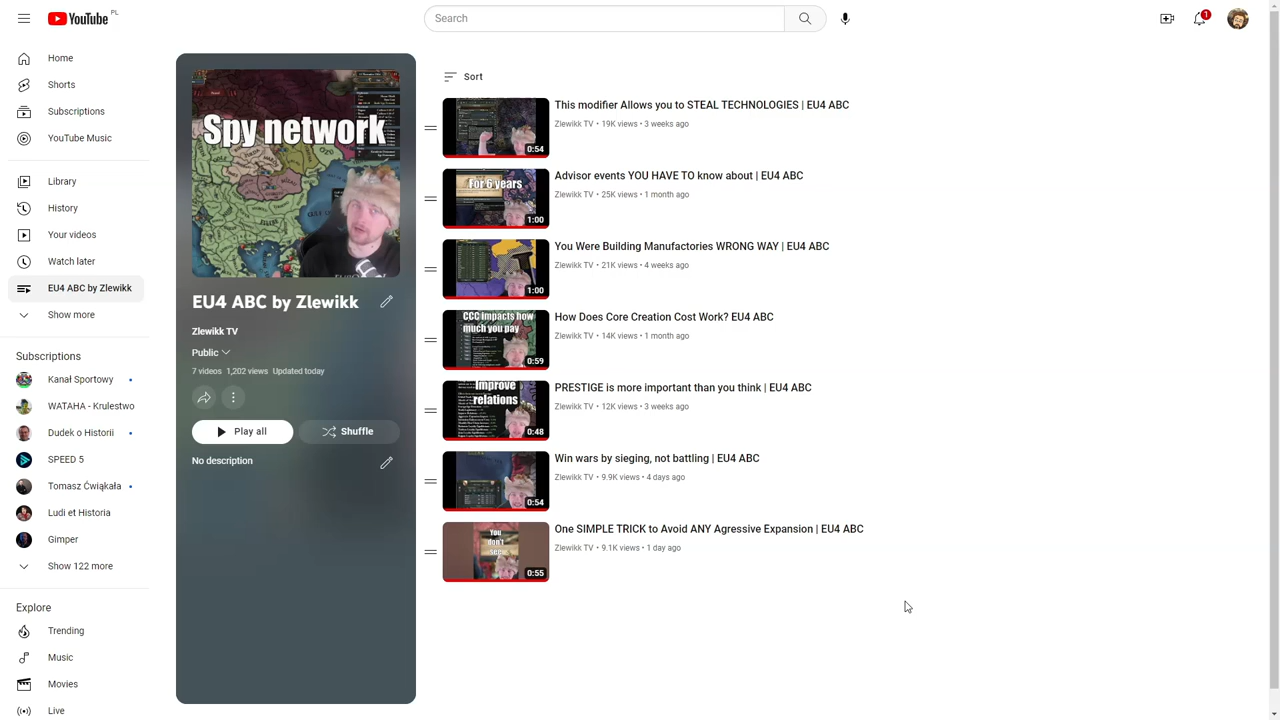 YouTube PL
Search
1
Home
Shorts
Subscriptions
YouTube Music
Library
History
Your videos
Watch later
EU4 ABC by Zlewikk
Show more
Subscriptions
Kanał Sportowy
WATAHA - Krulestwo
Dudek o Historii
SPEED 5
Tomasz Ćwiąkała
Ludi et Historia
Gimper
Show 122 more
Explore
Trending
Music
Movies
Live
Spy network
EU4 ABC by Zlewikk
Zlewikk TV
Public
7 videos 1,202 views Updated today
Play all
Shuffle
No description
Sort
0:54
This modifier Allows you to STEAL TECHNOLOGIES | EU4 ABC
Zlewikk TV • 19K views • 3 weeks ago
For 6 years
1:00
Advisor events YOU HAVE TO know about | EU4 ABC
Zlewikk TV • 25K views • 1 month ago
1:00
You Were Building Manufactories WRONG WAY | EU4 ABC
Zlewikk TV • 21K views • 4 weeks ago
CCC impacts how
much you pay
0:59
How Does Core Creation Cost Work? EU4 ABC
Zlewikk TV • 14K views • 1 month ago
Improve
relations
0:48
PRESTIGE is more important than you think | EU4 ABC
Zlewikk TV • 12K views • 3 weeks ago
0:54
Win wars by sieging, not battling | EU4 ABC
Zlewikk TV • 9.9K views • 4 days ago
You
don't
0:55
One SIMPLE TRICK to Avoid ANY Agressive Expansion | EU4 ABC
Zlewikk TV • 9.1K views • 1 day ago